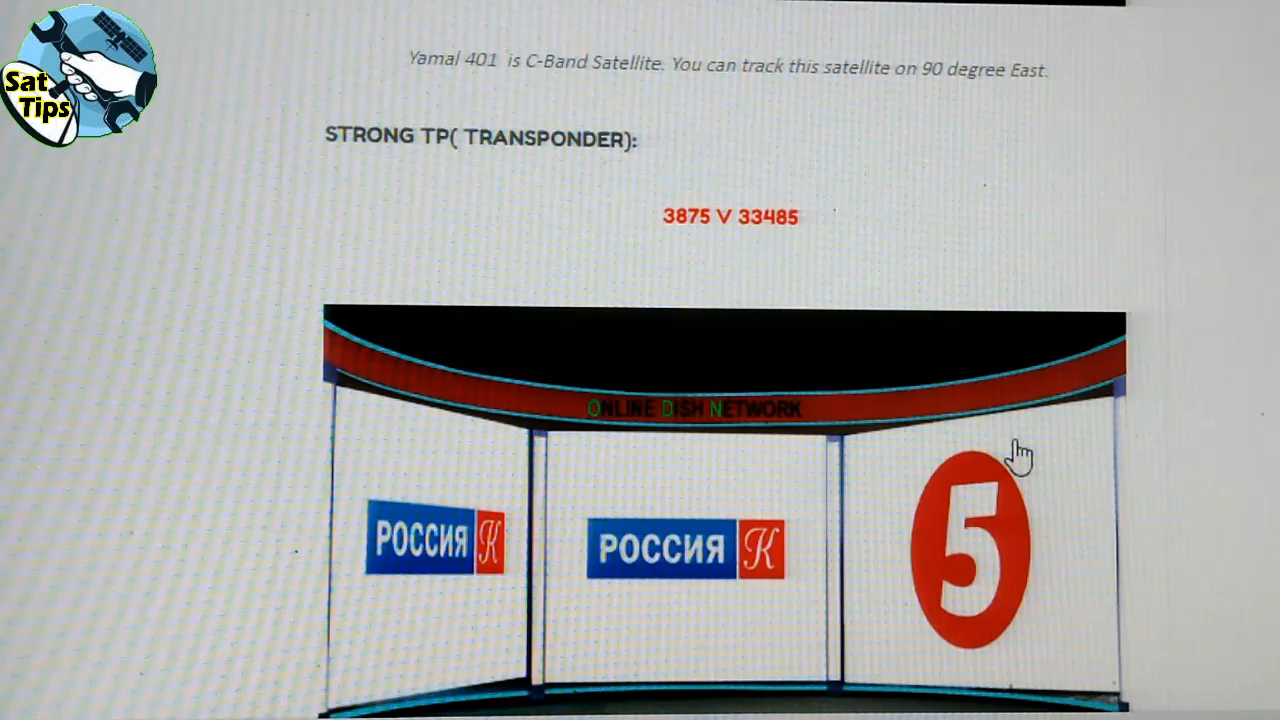 Sat
Tips
Yamal 401 is C-Band Satellite. You can track this satellite on 90 degree East.
STRONG TP( TRANSPONDER):
3875 V 33485
ONLINE DISH NETWORK
РОССИЯ К
РОССИЯ К
5